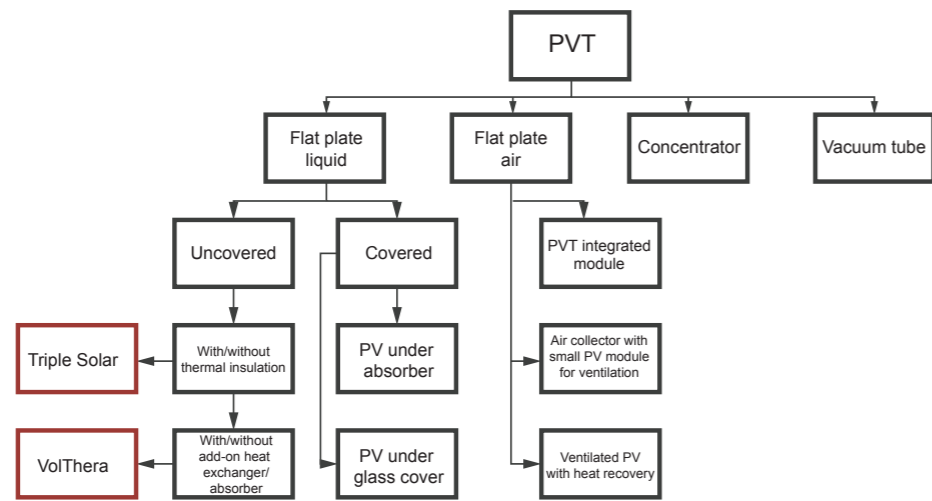 PVT
Flat plate
liquid
Flat plate
air
Concentrator
Vacuum tube
Uncovered
Covered
PVT integrated
module
Triple Solar
With/without
thermal insulation
PV under
absorber
Air collector with
small PV module
for ventilation
VolThera
With/without
add-on heat
exchanger/
absorber
PV under
glass cover
Ventilated PV
with heat recovery